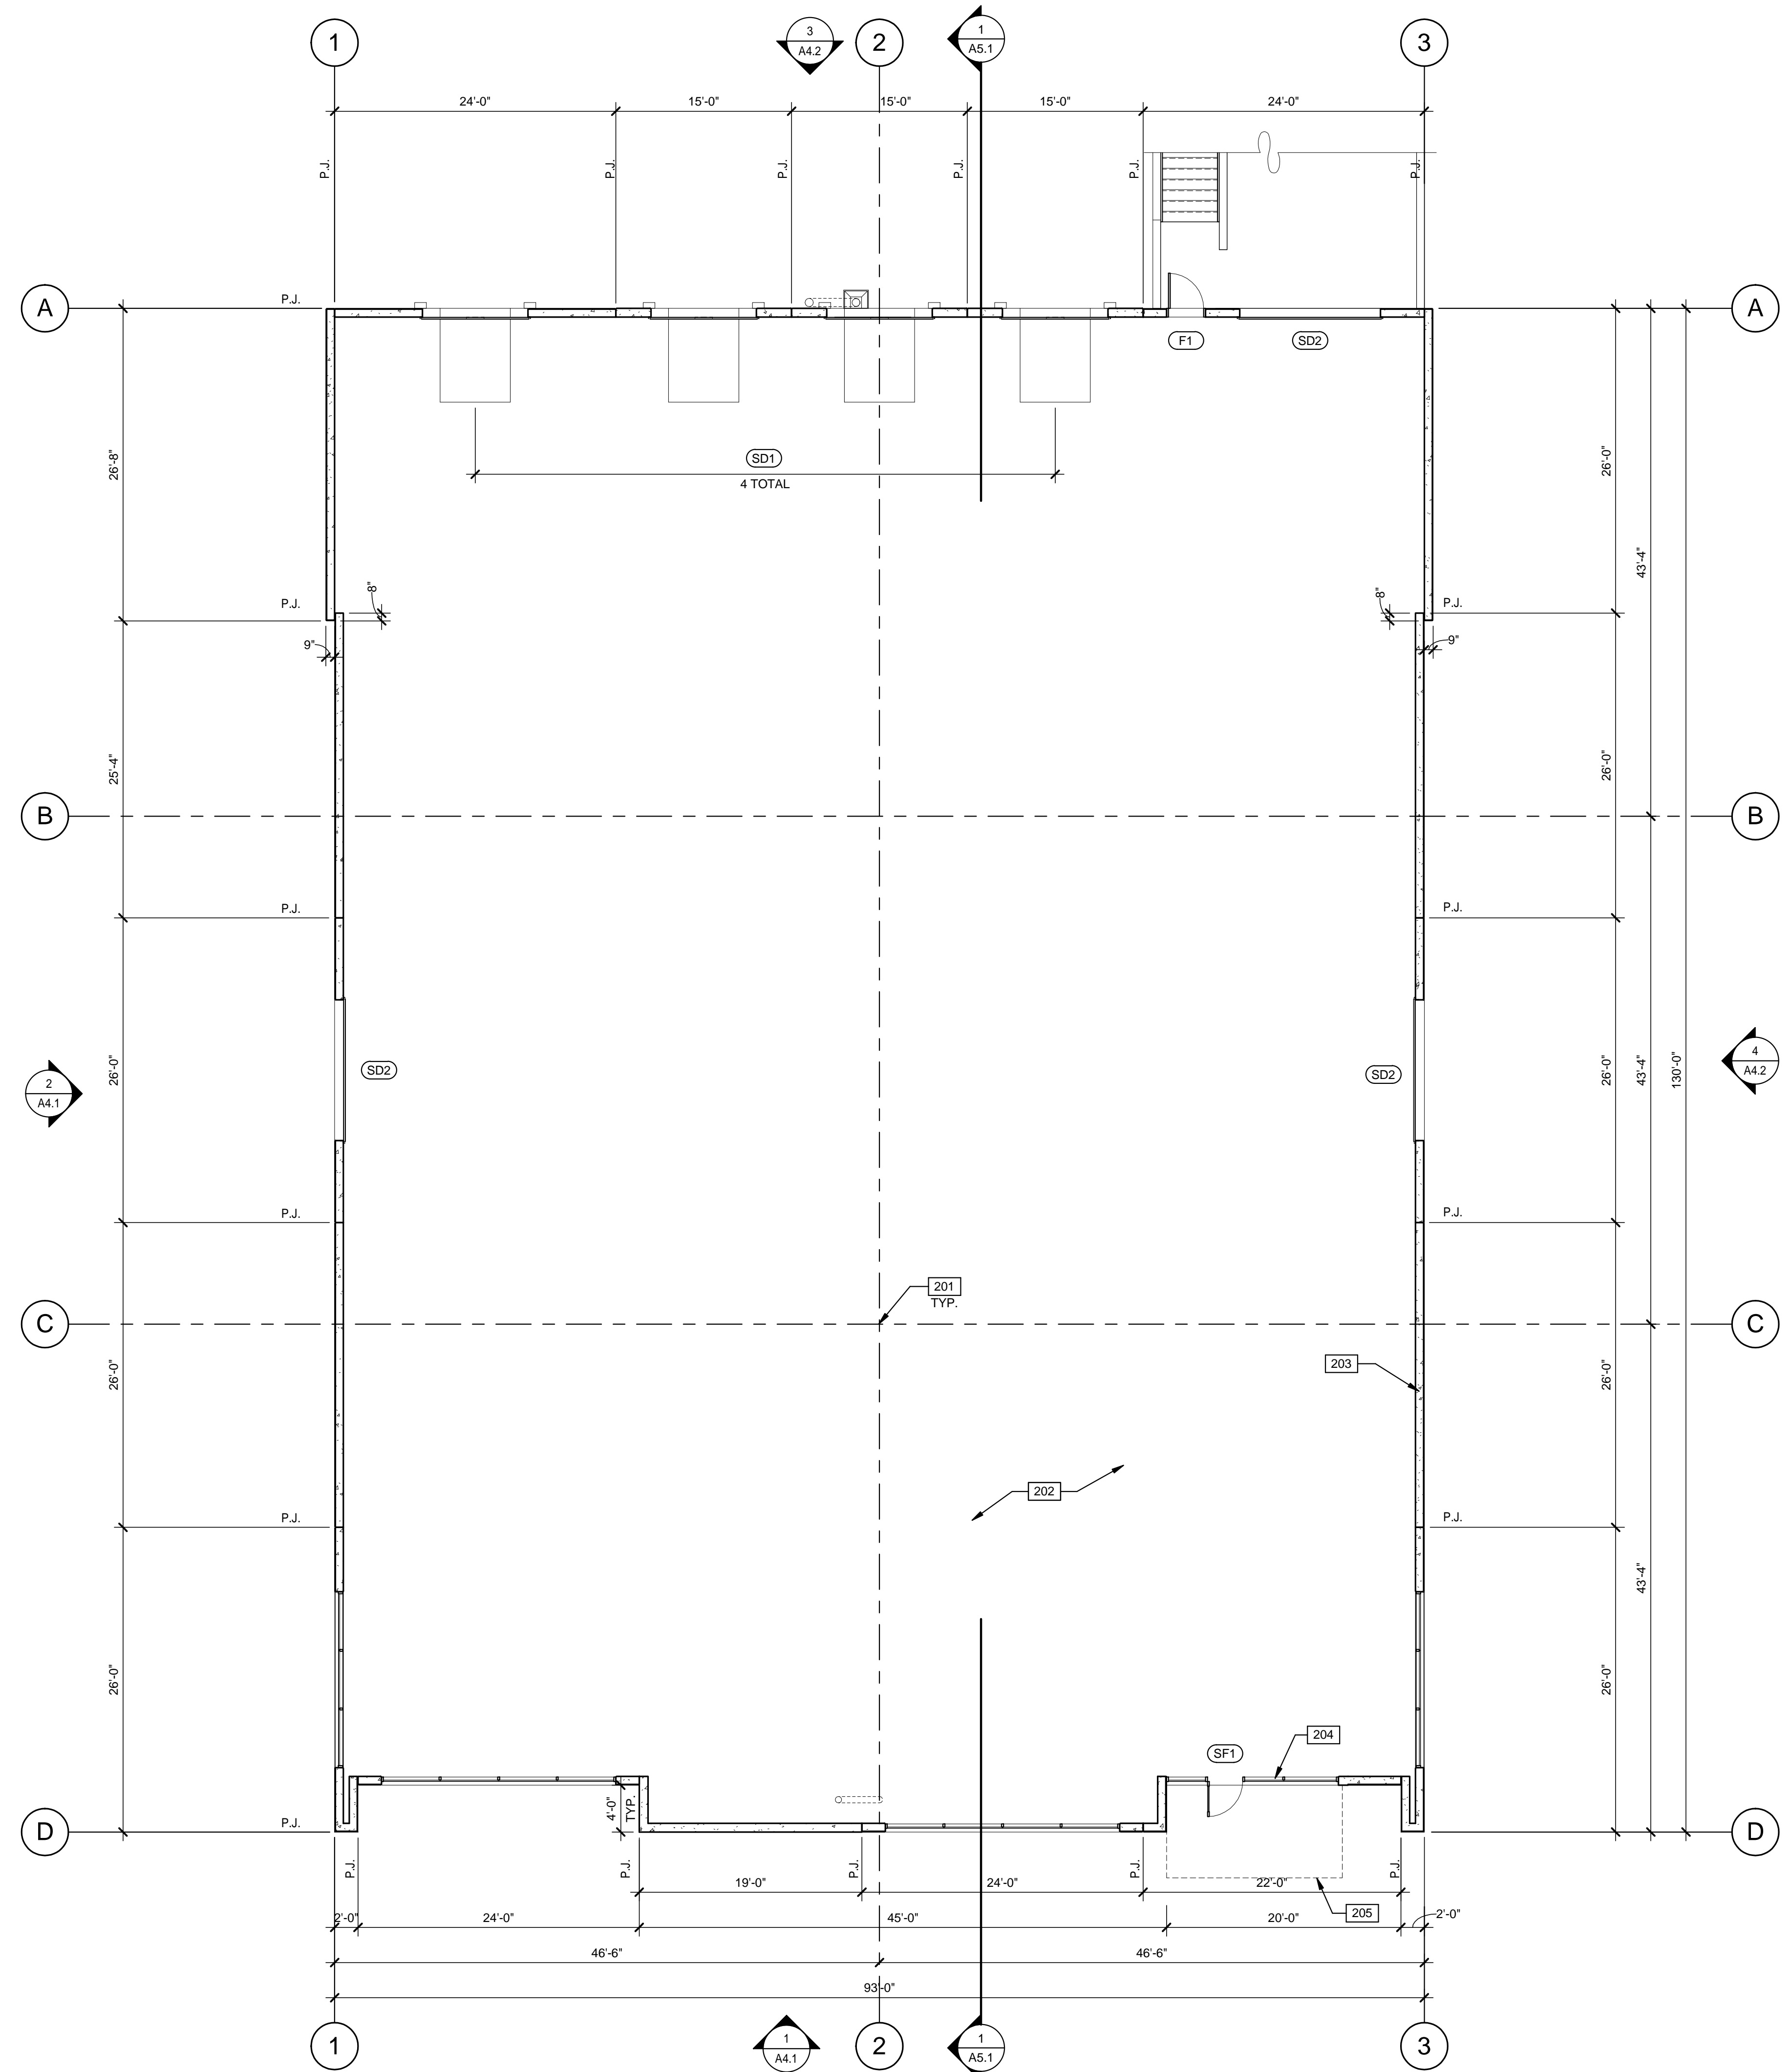 1
3
A4.2
2
1
A5.1
3
24'-0"
15'-0"
15'-0"
15'-0"
24'-0"
P.J.
P.J.
P.J.
P.J.
P.J.
P.J.
A
P.J.
A
F1
SD2
SD1
4 TOTAL
26'-8"
26'-0"
43'-4"
8"
8"
P.J.
P.J.
9"
9"
25'-4"
26'-0"
B
B
P.J.
P.J.
26'-0"
SD2
SD2
26'-0"
43'-4"
130'-0"
2
A4.1
4
A4.2
P.J.
P.J.
201
TYP.
C
C
203
26'-0"
26'-0"
202
P.J.
P.J.
43'-4"
26'-0"
26'-0"
204
SF1
4'-0"
TYP.
D
P.J.
D
P.J.
P.J.
P.J.
P.J.
P.J.
19'-0"
24'-0"
22'-0"
205
2'-0"
24'-0"
45'-0"
20'-0"
2'-0"
46'-6"
46'-6"
93'-0"
1
1
A4.1
2
1
A5.1
3